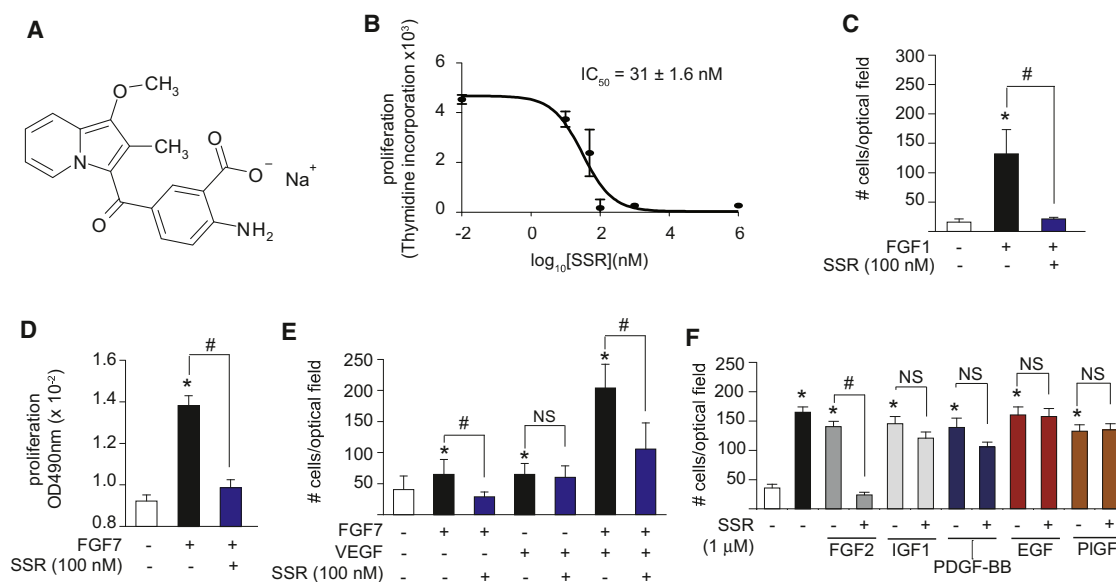 A
O
CH₃
CH₃
N
O
O
O⁻ Na⁺
NH₂
B
proliferation
(Thymidine incorporation x10³)
6
4
2
0
IC₅₀ = 31 ± 1.6 nM
-2 0 2 4 6
log₁₀[SSR](nM)
C
# cells/optical field
300
250
200
150
100
50
*
#
FGF1 - + +
SSR (100 nM) - - +
D
proliferation
OD490nm (x 10⁻²)
1.6
1.4
1.2
1.0
0.8
*
#
FGF7 - + +
SSR (100 nM) - - +
E
# cells/optical field
250
200
150
100
50
* # * NS * #
FGF7 - + + - - + +
VEGF - - - + + + +
SSR (100 nM) - - + - + - +
F
# cells/optical field
250
200
150
100
50
* * # * NS * NS * NS * NS
SSR - - - + - + - + - + - +
(1 μM) FGF2 IGF1 EGF PlGF
PDGF-BB